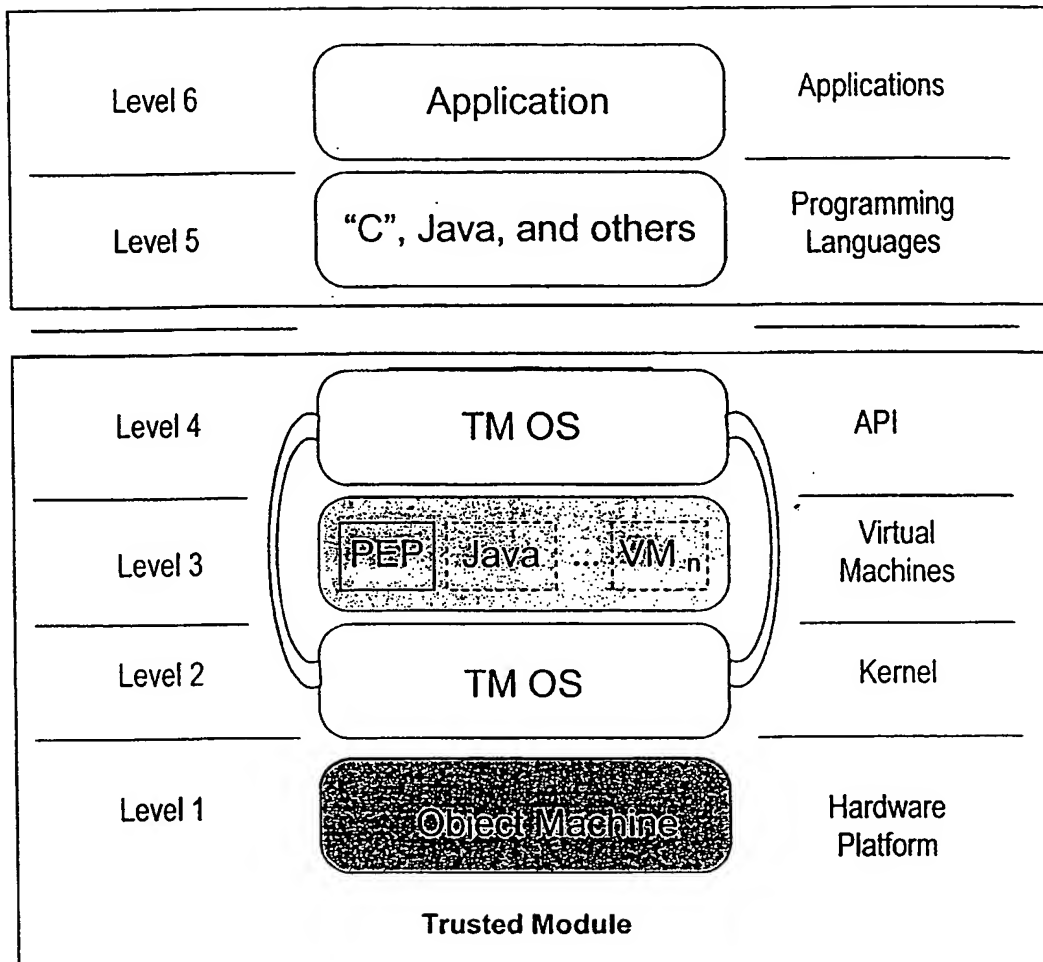 Level 6
Application
Applications
Level 5
“C”, Java, and others
Programming
Languages
Level 4
TM OS
API
Level 3
PEP Java ... VM n
Virtual
Machines
Level 2
TM OS
Kernel
Level 1
Object Machine
Hardware
Platform
Trusted Module